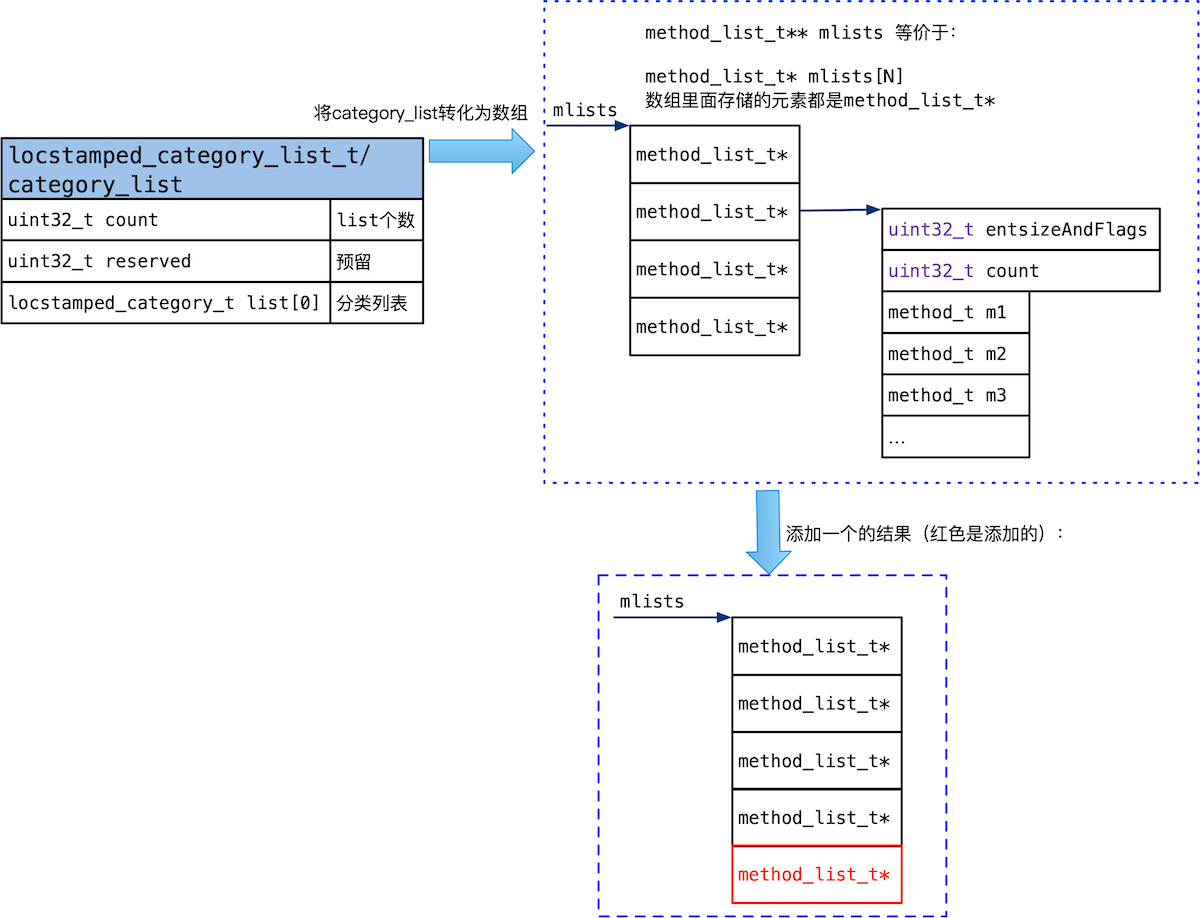 method_list_t** mlists 等价于：
method_list_t* mlists[N]
数组里面存储的元素都是method_list_t*
将category_list转化为数组
mlists
locstamped_category_list_t/
category_list
uint32_t count
list个数
uint32_t reserved
预留
locstamped_category_t list[0]
分类列表
method_list_t*
method_list_t*
method_list_t*
method_list_t*
uint32_t entsizeAndFlags
uint32_t count
method_t m1
method_t m2
method_t m3
...
添加一个的结果（红色是添加的）：
mlists
method_list_t*
method_list_t*
method_list_t*
method_list_t*
method_list_t*